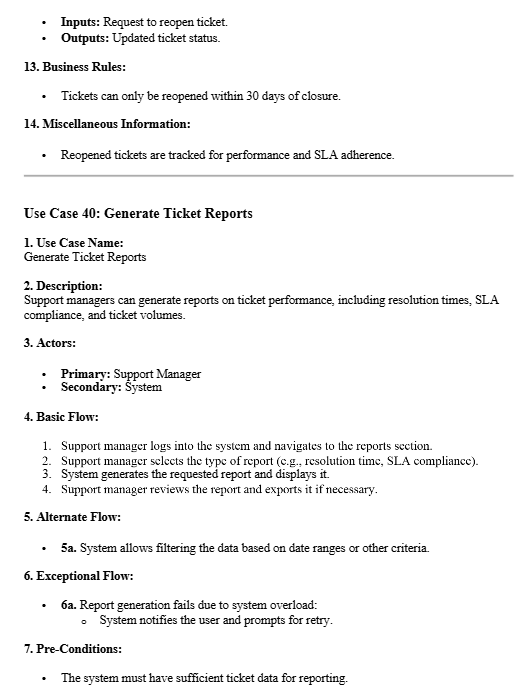 • Inputs: Request to reopen ticket.
• Outputs: Updated ticket status.
13. Business Rules:
• Tickets can only be reopened within 30 days of closure.
14. Miscellaneous Information:
• Reopened tickets are tracked for performance and SLA adherence.
Use Case 40: Generate Ticket Reports
1. Use Case Name:
Generate Ticket Reports
2. Description:
Support managers can generate reports on ticket performance, including resolution times, SLA
compliance, and ticket volumes.
3. Actors:
• Primary: Support Manager
• Secondary: System
4. Basic Flow:
1. Support manager logs into the system and navigates to the reports section.
2. Support manager selects the type of report (e.g., resolution time, SLA compliance).
3. System generates the requested report and displays it.
4. Support manager reviews the report and exports it if necessary.
5. Alternate Flow:
• 5a. System allows filtering the data based on date ranges or other criteria.
6. Exceptional Flow:
• 6a. Report generation fails due to system overload:
o System notifies the user and prompts for retry.
7. Pre-Conditions:
• The system must have sufficient ticket data for reporting.